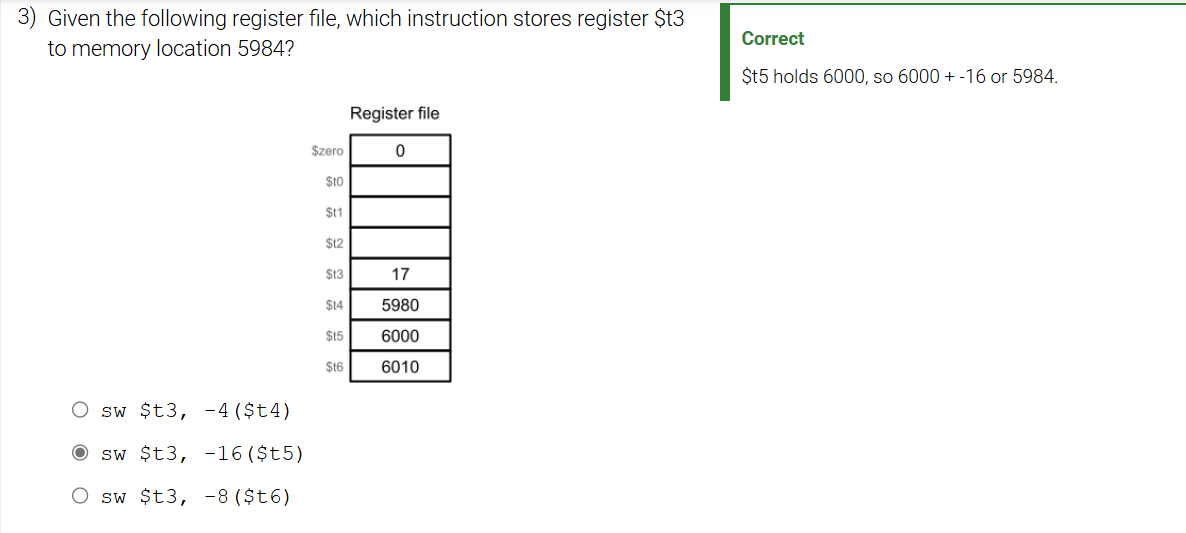 3) Given the following register file, which instruction stores register $t3
to memory location 5984?
Correct
$t5 holds 6000, so 6000 + -16 or 5984.
Register file
$zero 0
$t0
$t1
$t2
$t3 17
$t4 5980
$t5 6000
$t6 6010
sw $t3, -4($t4)
sw $t3, -16($t5)
sw $t3, -8($t6)